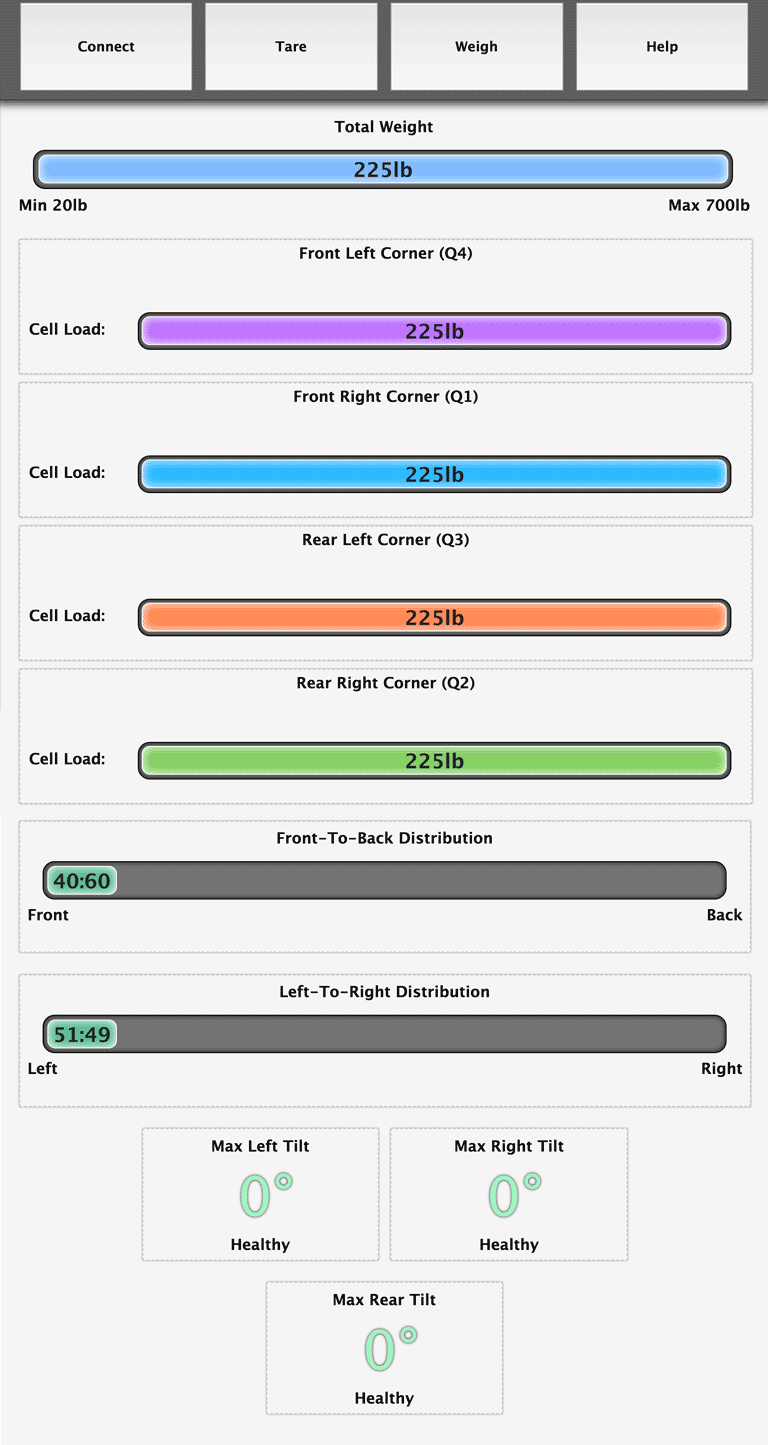 Connect Tare Weigh Help
Total Weight
225lb
Min 20lb Max 700lb
Front Left Corner (Q4)
Cell Load: 225lb
Front Right Corner (Q1)
Cell Load: 225lb
Rear Left Corner (Q3)
Cell Load: 225lb
Rear Right Corner (Q2)
Cell Load: 225lb
Front-To-Back Distribution
40:60
Front Back
Left-To-Right Distribution
51:49
Left Right
Max Left Tilt Max Right Tilt
0° 0°
Healthy Healthy
Max Rear Tilt
0°
Healthy